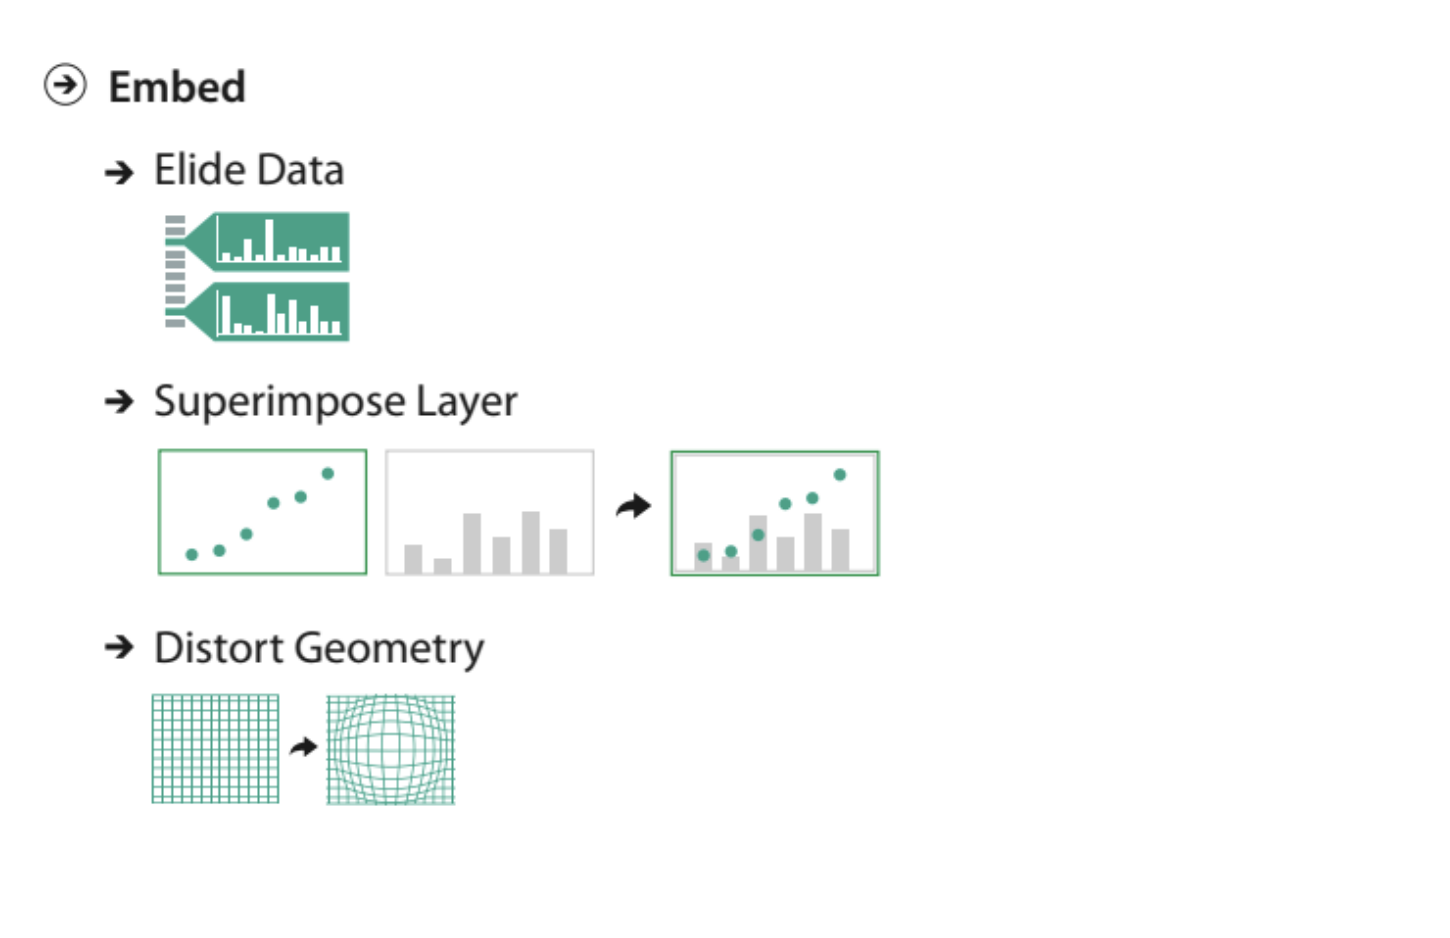 Embed
Elide Data
Superimpose Layer
Distort Geometry